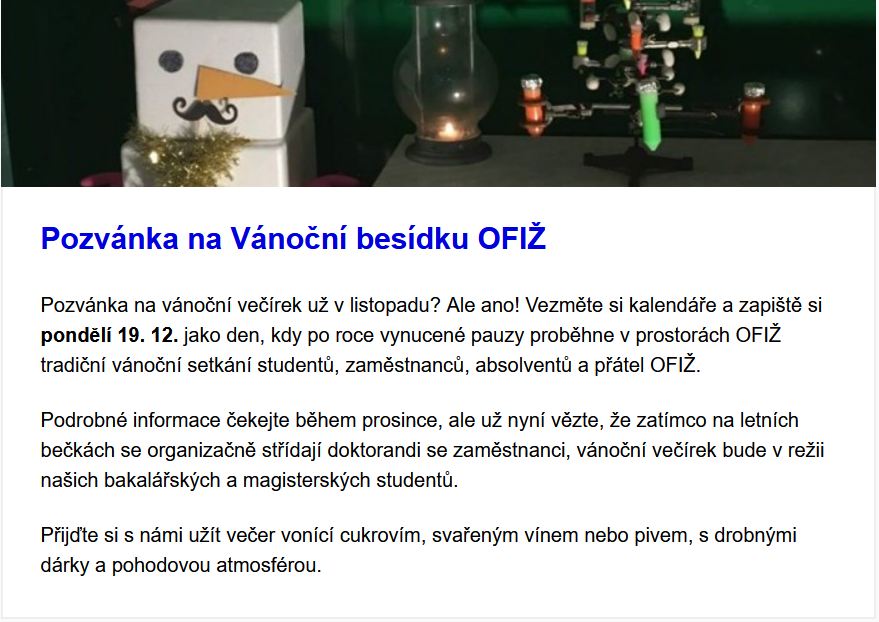 Pozvánka na Vánoční besídku OFIŽ
Pozvánka na vánoční večírek už v listopadu? Ale ano! Vezměte si kalendáře a zapiště si
pondělí 19. 12. jako den, kdy po roce vynucené pauzy proběhne v prostorách OFIŽ
tradiční vánoční setkání studentů, zaměstnanců, absolventů a přátel OFIŽ.
Podrobné informace čekejte během prosince, ale už nyní vězte, že zatímco na letních
bečkách se organizačně střídají doktorandi se zaměstnanci, vánoční večírek bude v režii
našich bakalářských a magisterských studentů.
Přijďte si s námi užít večer vonící cukrovím, svařeným vínem nebo pivem, s drobnými
dárky a pohodovou atmosférou.